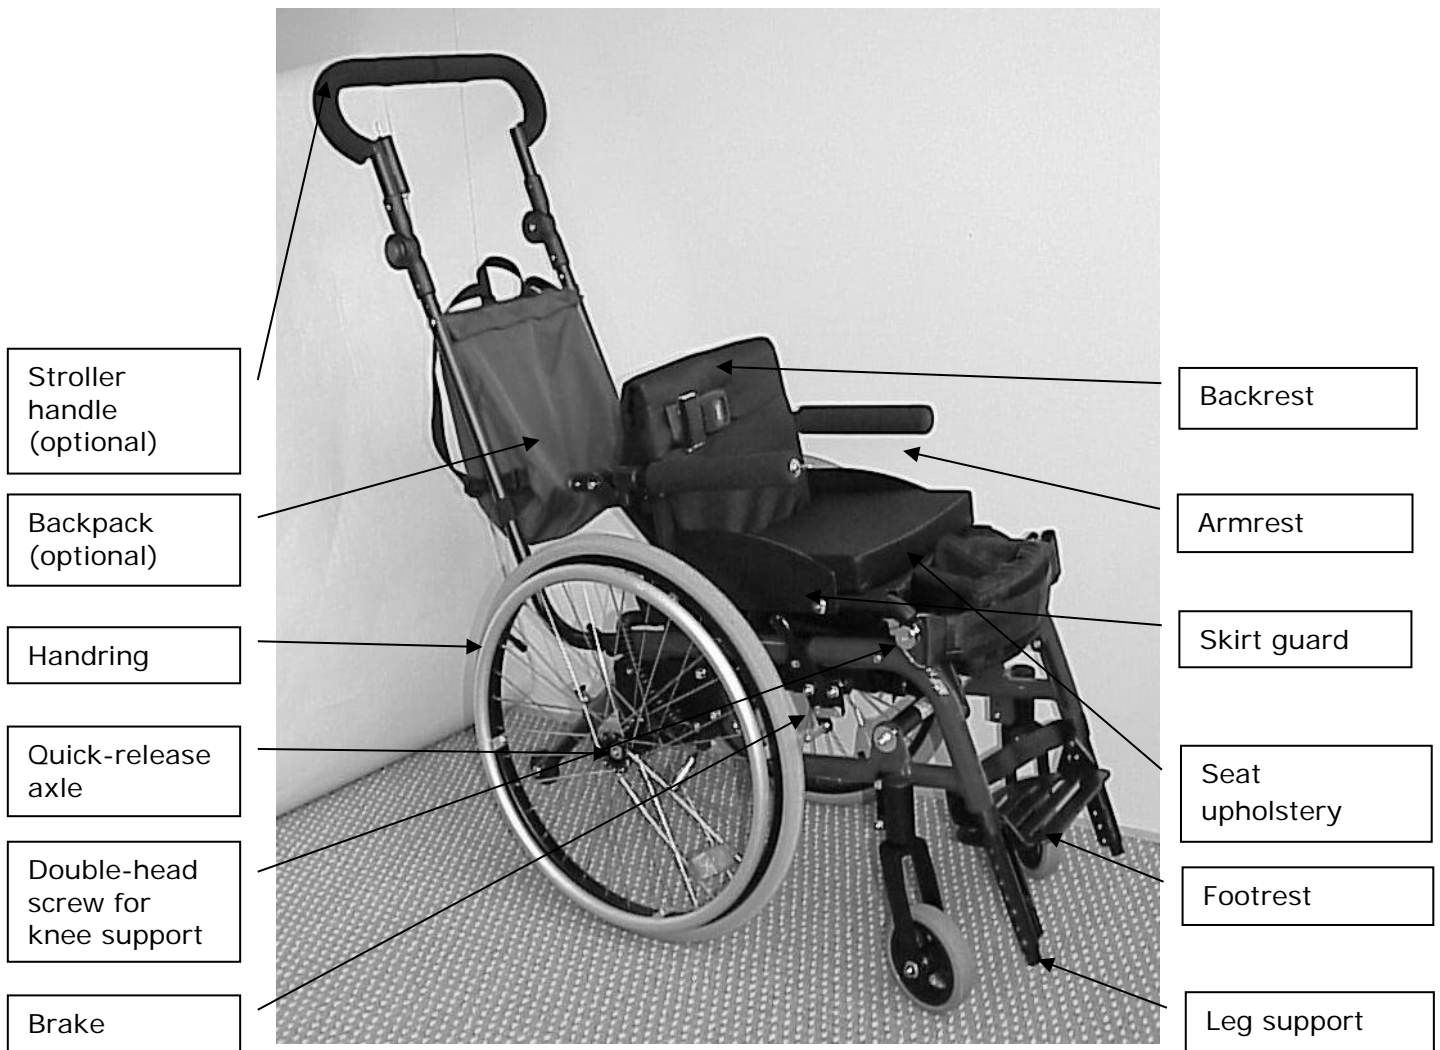 Stroller
handle
(optional)
Backpack
(optional)
Handring
Quick-release
axle
Double-head
screw for
knee support
Brake
Backrest
Armrest
Skirt guard
Seat
upholstery
Footrest
Leg support